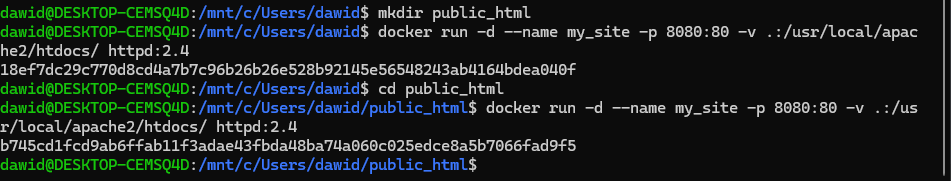 dawid@DESKTOP-CEMSQ4D:/mnt/c/Users/dawid$ mkdir public_html
dawid@DESKTOP-CEMSQ4D:/mnt/c/Users/dawid$ docker run -d --name my_site -p 8080:80 -v .:/usr/local/apac
he2/htdocs/ httpd:2.4
18ef7dc29c770d8cd4a7b7c96b26b26e528b92145e56548243ab4164bdea040f
dawid@DESKTOP-CEMSQ4D:/mnt/c/Users/dawid$ cd public_html
dawid@DESKTOP-CEMSQ4D:/mnt/c/Users/dawid/public_html$ docker run -d --name my_site -p 8080:80 -v .:/us
r/local/apache2/htdocs/ httpd:2.4
b745cd1fcd9ab6ffab11f3adae43fbda48ba74a060c025edce8a5b7066fad9f5
dawid@DESKTOP-CEMSQ4D:/mnt/c/Users/dawid/public_html$